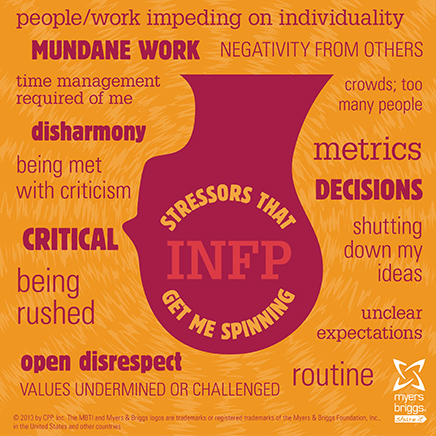 people/work impeding on individuality
MUNDANE WORK
NEGATIVITY FROM OTHERS
time management
required of me
crowds; too
many people
disharmony
metrics
being met
with criticism
DECISIONS
STRESSORS THAT
INFP
GET ME SPINNING
CRITICAL
shutting
down my
ideas
being
rushed
unclear
expectations
open disrespect
routine
VALUES UNDERMINED OR CHALLENGED
myers
briggs®
share it
© 2013 by CPP, Inc. The MBTI and Myers & Briggs logos are trademarks or registered trademarks of the Myers & Briggs Foundation, Inc.,
in the United States and other countries